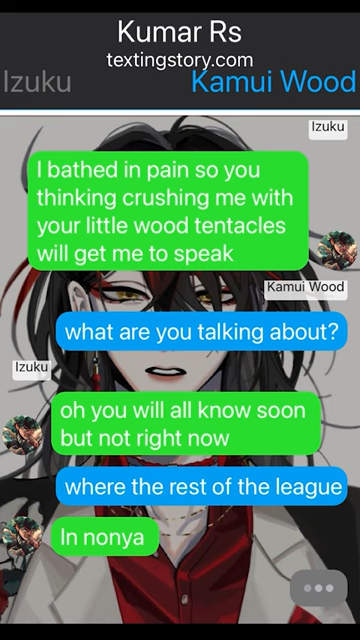 Kumar Rs
textingstory.com
Izuku
Kamui Wood
Izuku
I bathed in pain so you
thinking crushing me with
your little wood tentacles
will get me to speak
Kamui Wood
what are you talking about?
Izuku
oh you will all know soon
but not right now
where the rest of the league
In nonya